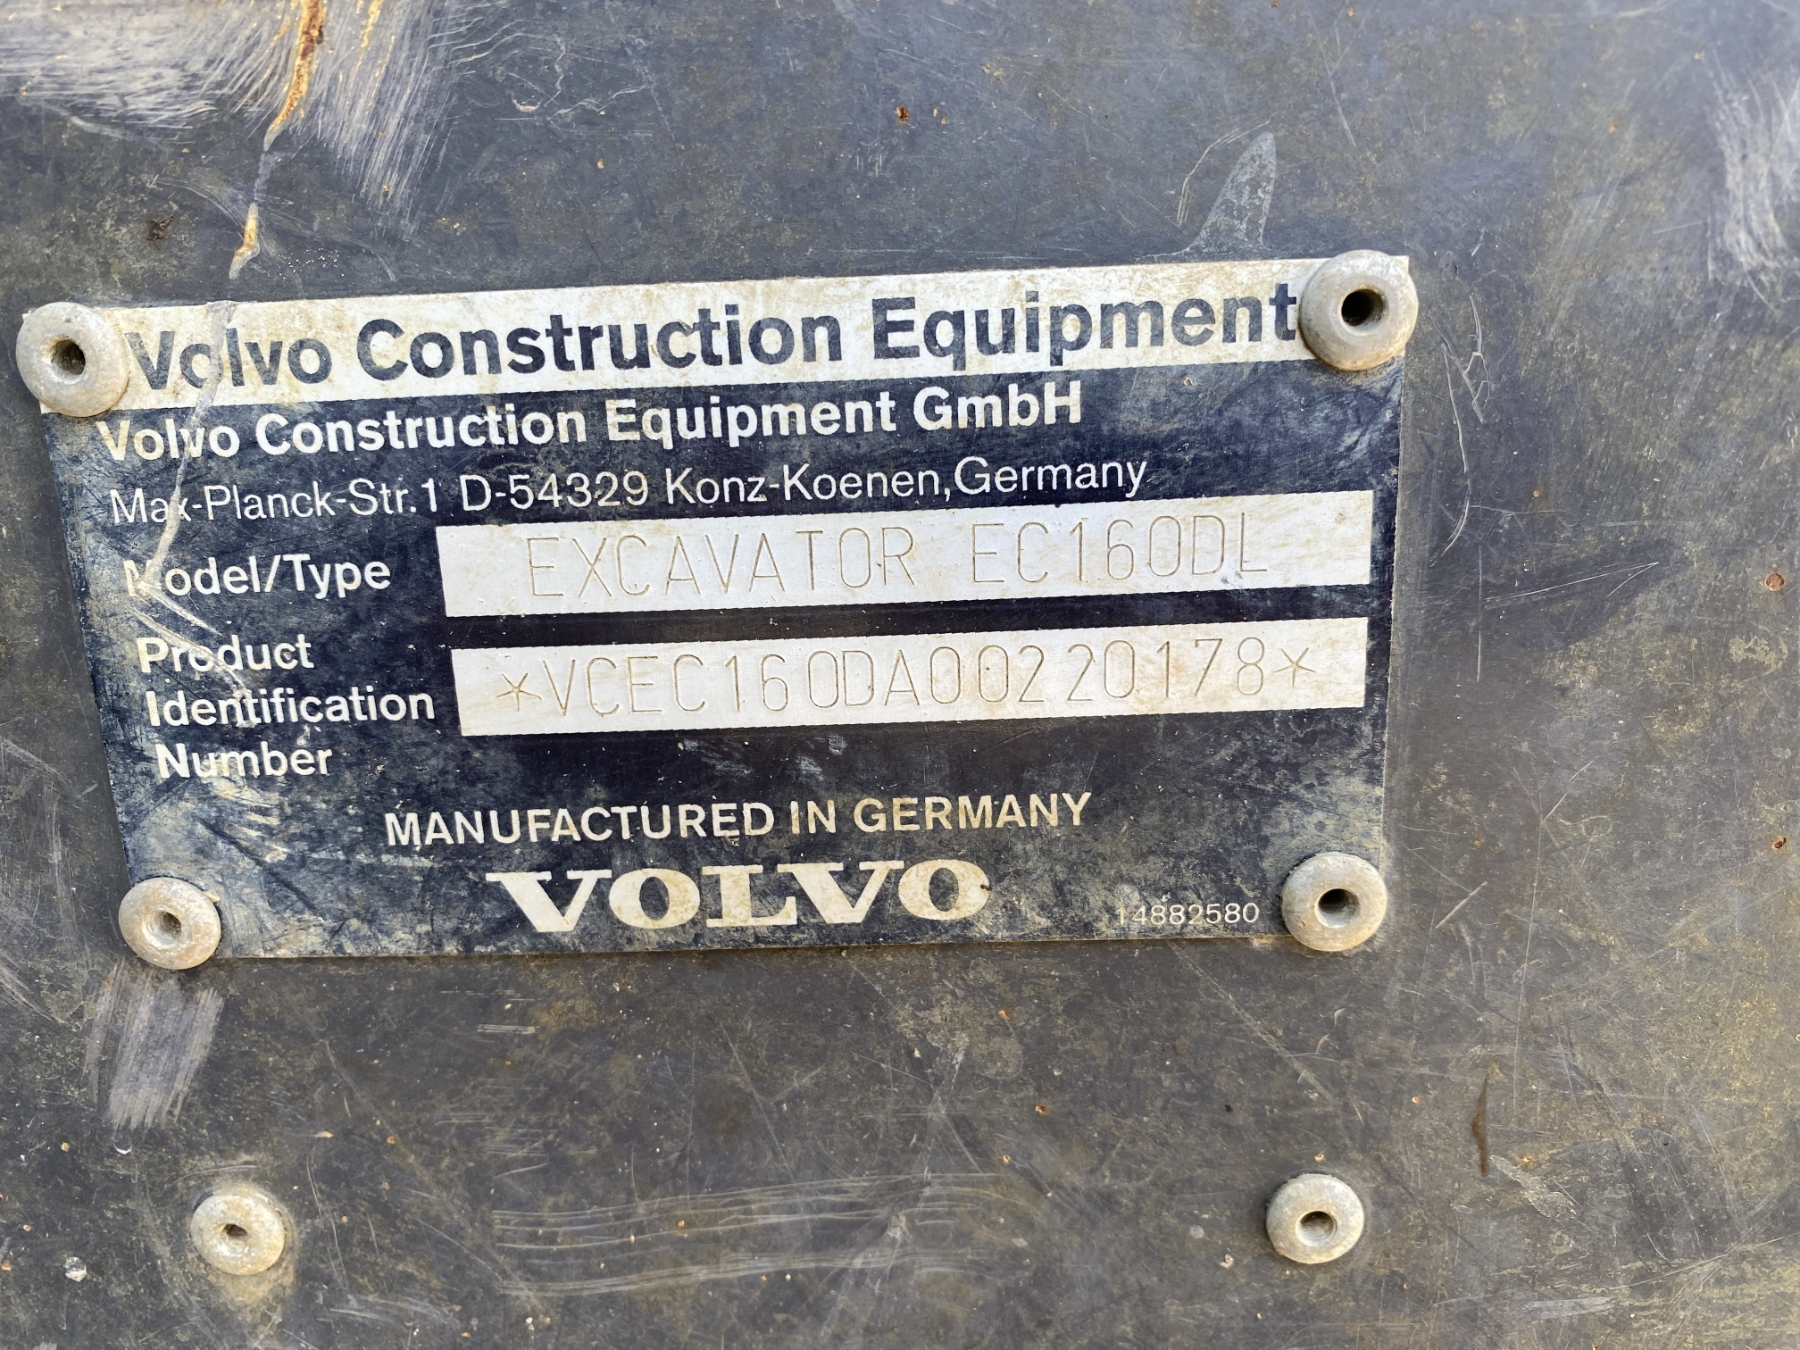 Volvo Construction Equipment
Volvo Construction Equipment GmbH
Max-Planck-Str.1 D-54329 Konz-Koenen,Germany
Model/Type EXCAVATOR EC160DL
Product
Identification
Number
*VCEC160DA00220178*
MANUFACTURED IN GERMANY
VOLVO
14882580